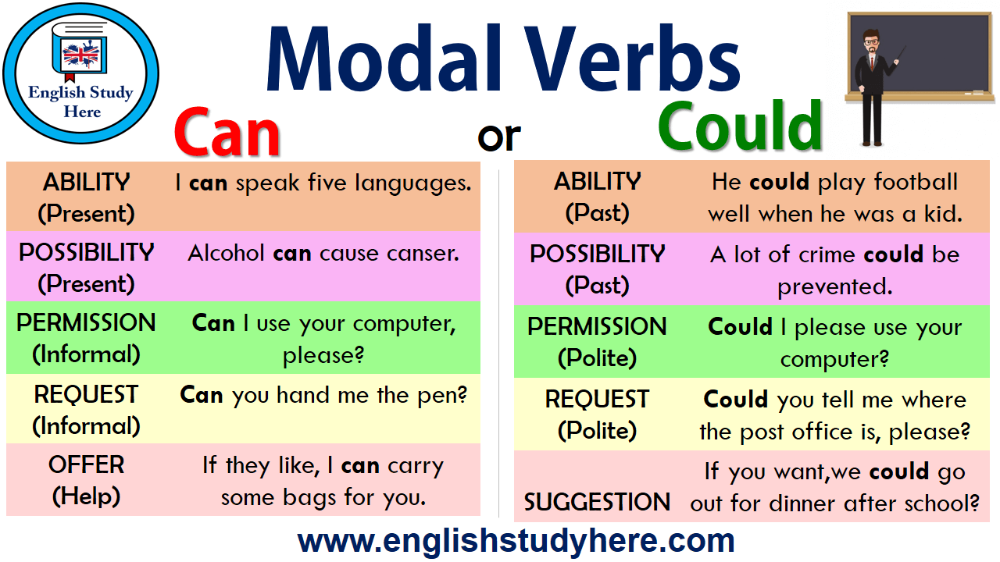 English Study
Here
Modal Verbs
Can or Could
ABILITY
(Present)
I can speak five languages.
POSSIBILITY
(Present)
Alcohol can cause canser.
PERMISSION
(Informal)
Can I use your computer,
please?
REQUEST
(Informal)
Can you hand me the pen?
OFFER
(Help)
If they like, I can carry
some bags for you.
ABILITY
(Past)
He could play football
well when he was a kid.
POSSIBILITY
(Past)
A lot of crime could be
prevented.
PERMISSION
(Polite)
Could I please use your
computer?
REQUEST
(Polite)
Could you tell me where
the post office is, please?
SUGGESTION
If you want,we could go
out for dinner after school?
www.englishstudyhere.com